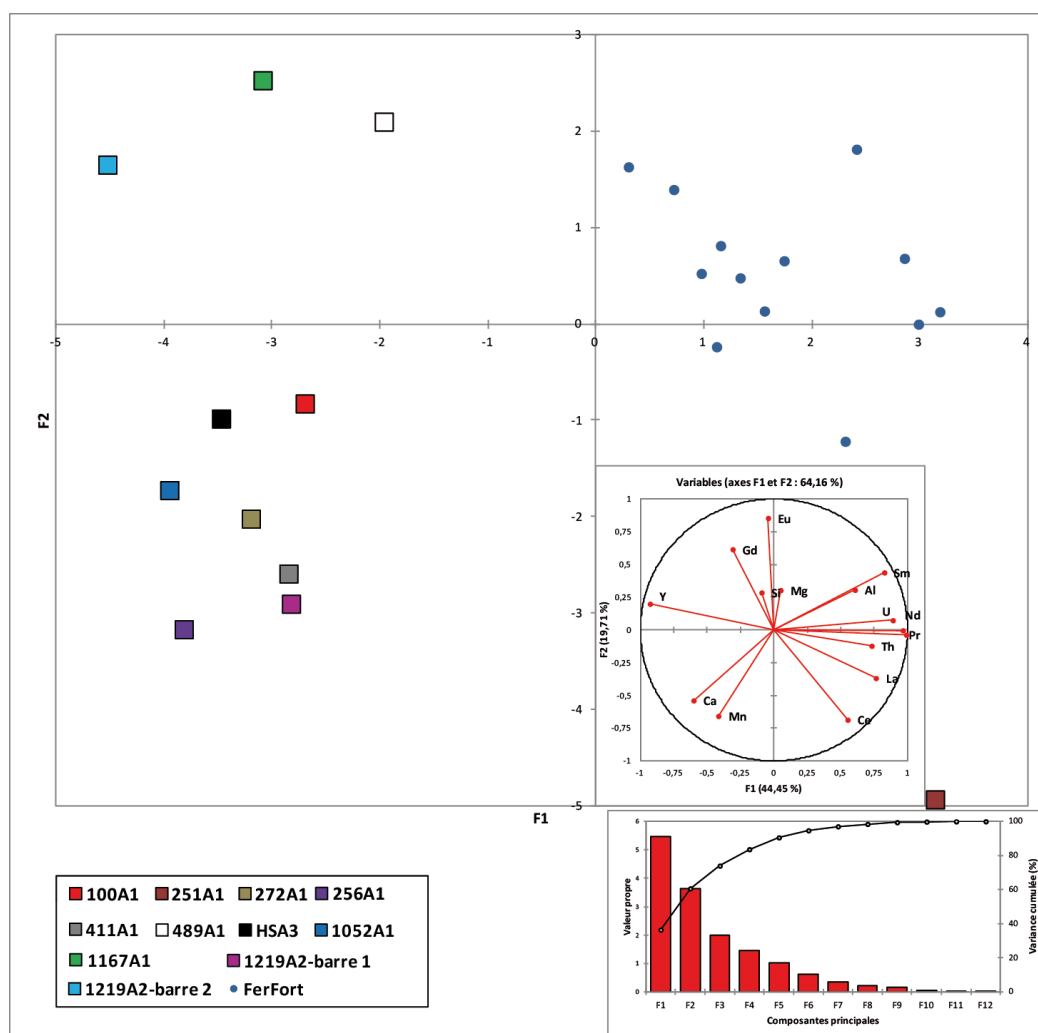 3
2
1
0
-5
-4
-3
-2
-1
0
1
2
3
4
-1
-2
-3
-4
-5
F2
F1
Variables (axes F1 et F2 : 64,16 %)
1
0,75
0,5
0,25
0
-0,25
-0,5
-0,75
-1
-1
-0,75
-0,5
-0,25
0
0,25
0,5
0,75
1
F2 (19,71 %)
F1 (44,45 %)
Eu
Gd
Sm
Si
Mg
Al
Y
U
Nd
Pr
Th
La
Ca
Mn
Ce
6
5
4
3
2
1
0
100
80
60
40
20
0
Valeur propre
Variance cumulée (%)
F1 F2 F3 F4 F5 F6 F7 F8 F9 F10 F11 F12
Composantes principales
100A1 251A1 272A1 256A1
411A1 489A1 HSA3 1052A1
1167A1 1219A2-barre 1
1219A2-barre 2 FerFort